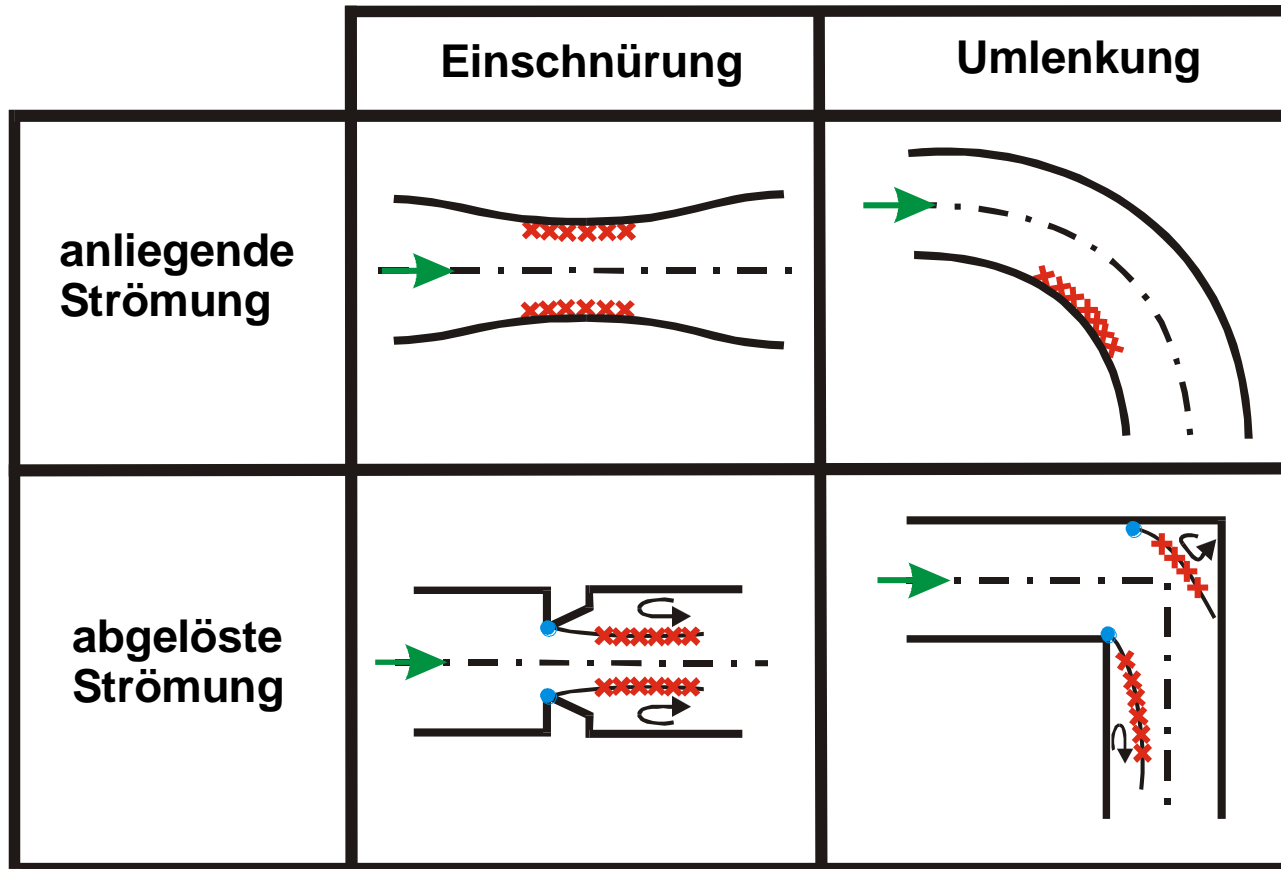 Einschnürung
Umlenkung
anliegende
Strömung
abgelöste
Strömung